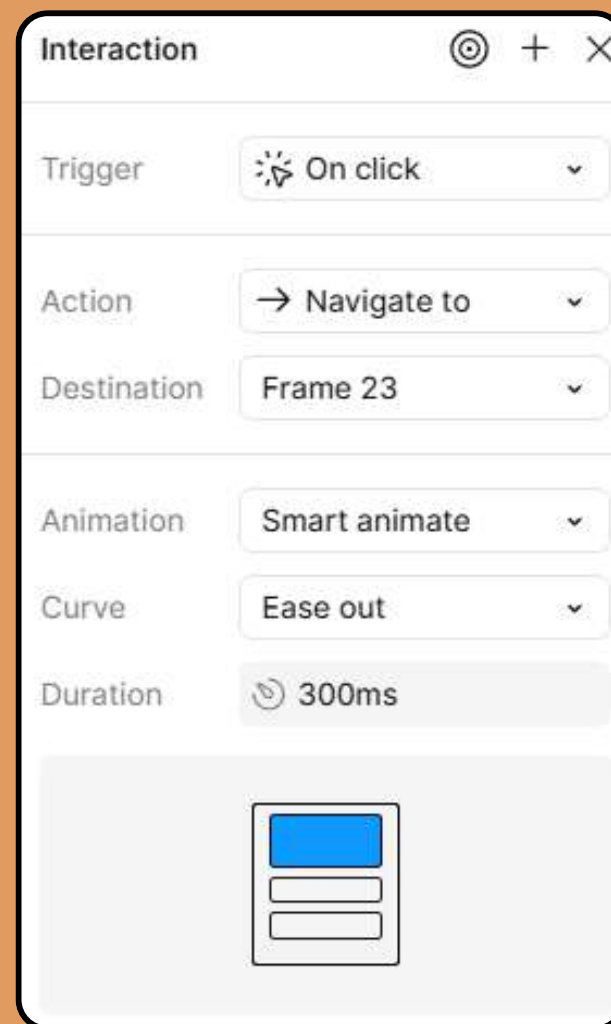 Interaction
Trigger On click
Action Navigate to
Destination Frame 23
Animation Smart animate
Curve Ease out
Duration 300ms